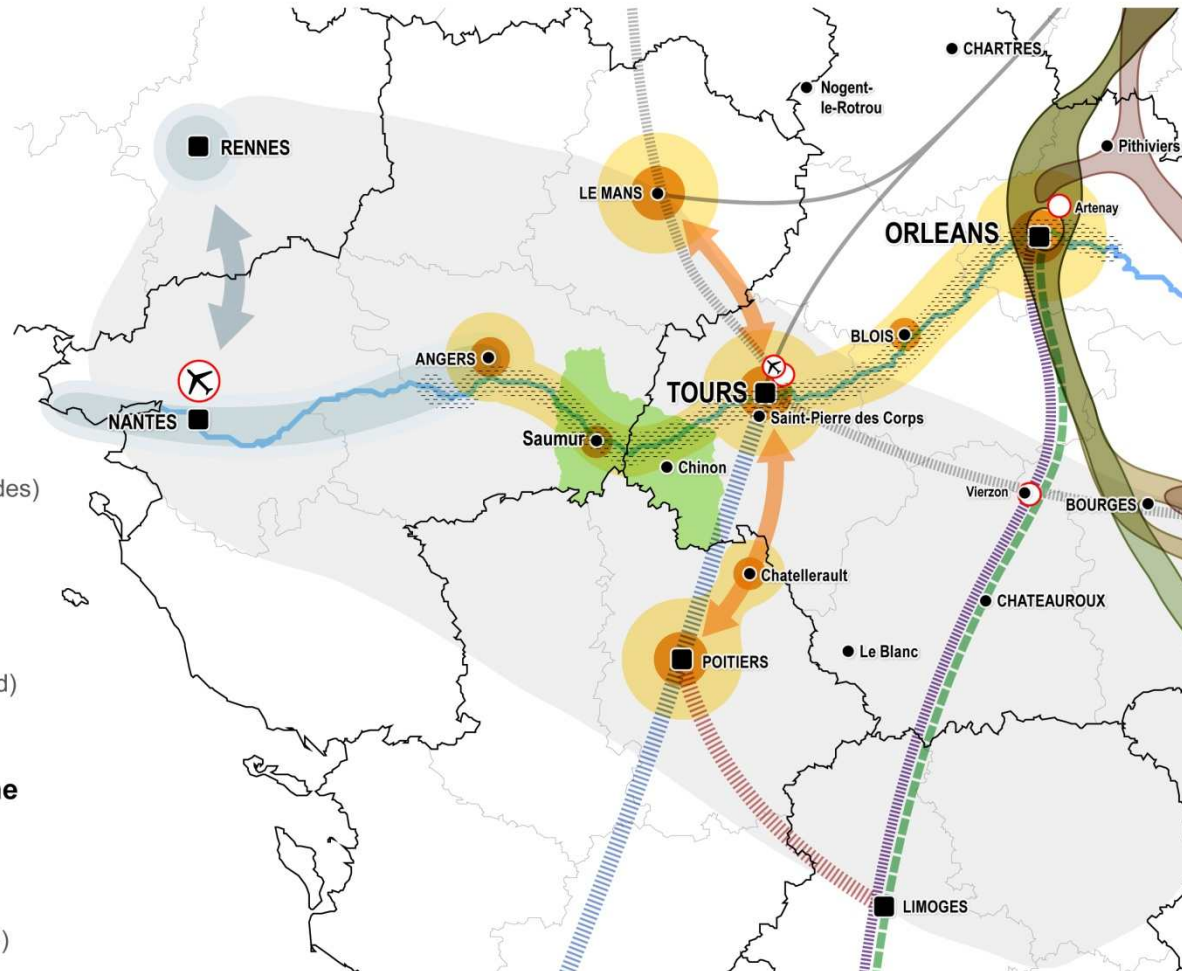 CHARTRES
Nogent-
le-Rotrou
RENNES
Pithiviers
LE MANS
Artenay
ORLEANS
BLOIS
ANGERS
TOURS
NANTES
Saint-Pierre des Corps
Saumur
Chinon
des)
Vierzon
BOURGES
Chatellerault
CHATEAUROUX
Le Blanc
POITIERS
d)
ne
LIMOGES
)